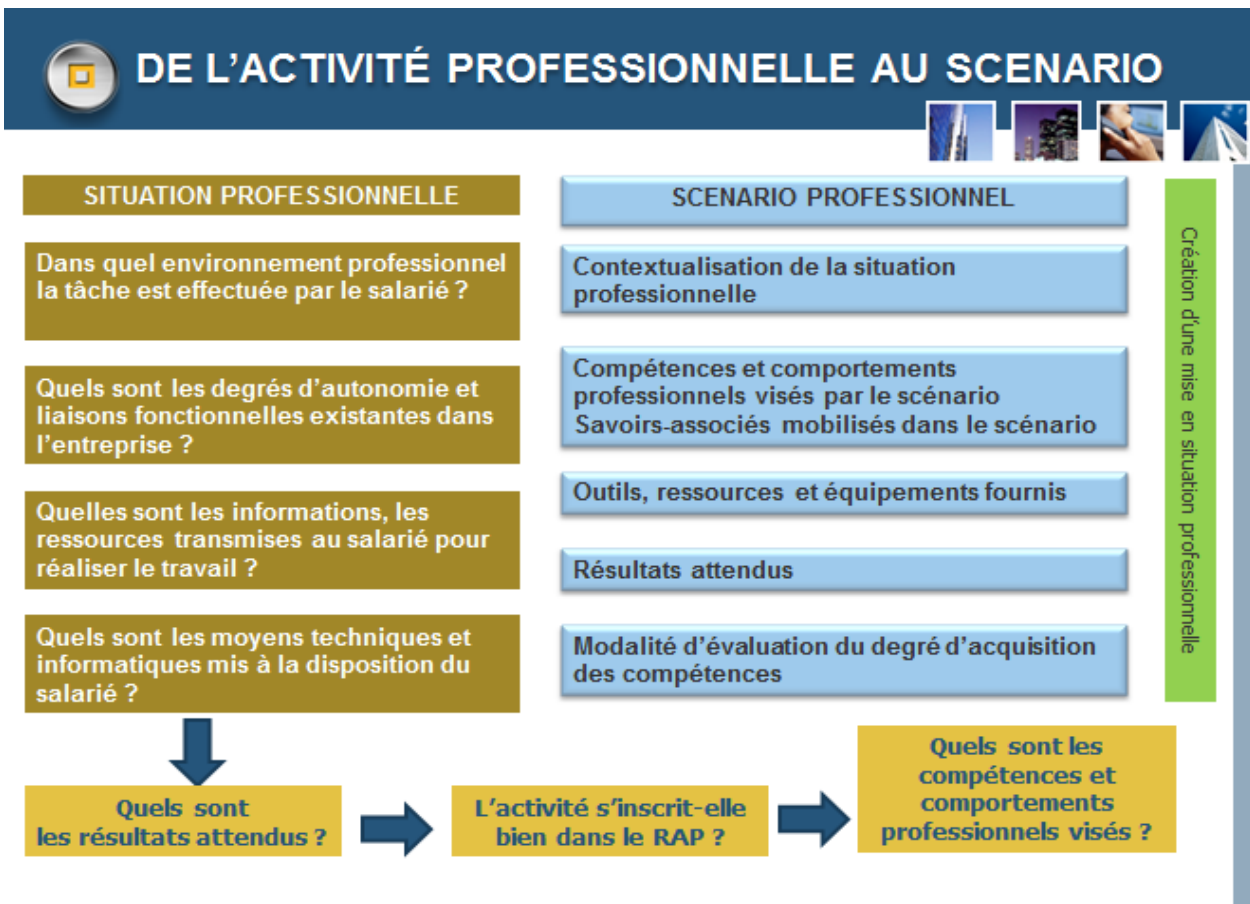 DE L'ACTIVITÉ PROFESSIONNELLE AU SCENARIO
SITUATION PROFESSIONNELLE
Dans quel environnement professionnel
la tâche est effectuée par le salarié ?
Quels sont les degrés d'autonomie et
liaisons fonctionnelles existantes dans
l'entreprise ?
Quelles sont les informations, les
ressources transmises au salarié pour
réaliser le travail ?
Quels sont les moyens techniques et
informatiques mis à la disposition du
salarié ?
SCENARIO PROFESSIONNEL
Contextualisation de la situation
professionnelle
Compétences et comportements
professionnels visés par le scénario
Savoirs-associés mobilisés dans le scénario
Outils, ressources et équipements fournis
Résultats attendus
Modalité d'évaluation du degré d'acquisition
des compétences
Création d'une mise en situation professionnelle
Quels sont
les résultats attendus ?
L'activité s'inscrit-elle
bien dans le RAP ?
Quels sont les
compétences et
comportements
professionnels visés ?